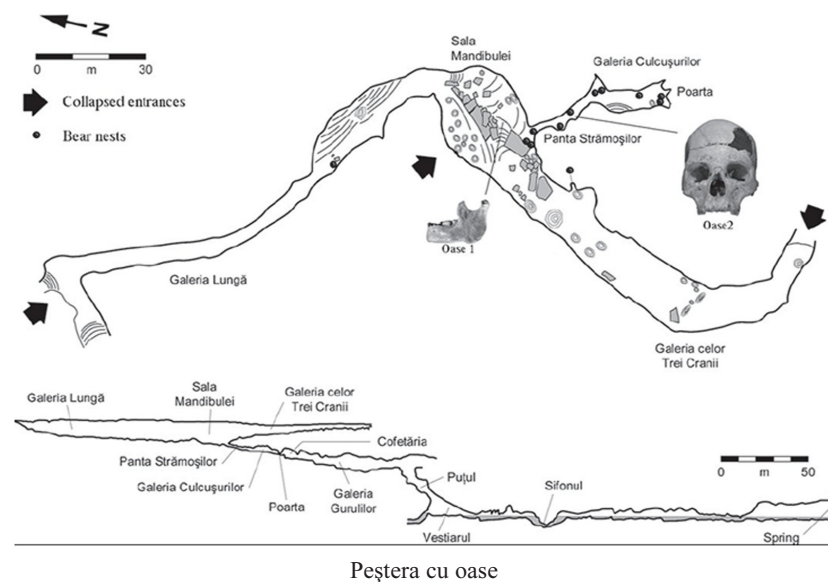 N
0 m 30
Collapsed entrances
Bear nests
Sala
Mandibulei
Galeria Culcuşurilor
Poarta
Panta Strămoşilor
Oase2
Oase 1
Galeria Lungă
Galeria celor
Trei Cranii
Galeria Lungă
Sala
Mandibulei
Galeria celor
Trei Cranii
Cofetăria
Panta Strămoşilor
Galeria Culcuşurilor
Poarta
Galeria
Gurulilor
Puţul
Vestiarul
Sifonul
0 m 50
Spring
Peştera cu oase